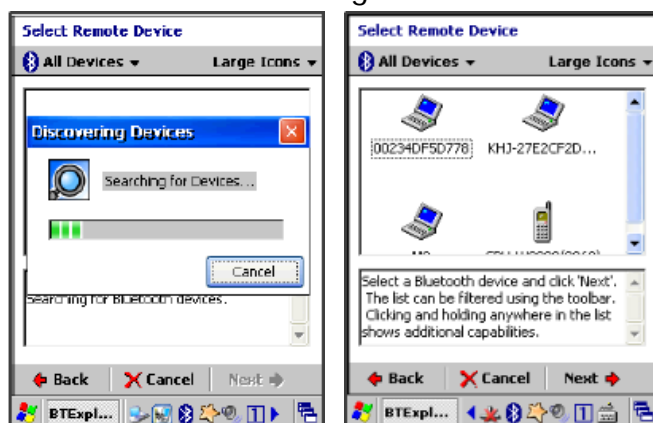 Select Remote Device
All Devices
Large Icons
Discovering Devices
Searching for Devices...
Cancel
Searching for Bluetooth devices.
Back
Cancel
Next
BTExpl...
Select Remote Device
All Devices
Large Icons
00234DF5D778
KHJ-27E2CF2D...
Select a Bluetooth device and click 'Next'.
The list can be filtered using the toolbar.
Clicking and holding anywhere in the list
shows additional capabilities.
Back
Cancel
Next
BTExpl...